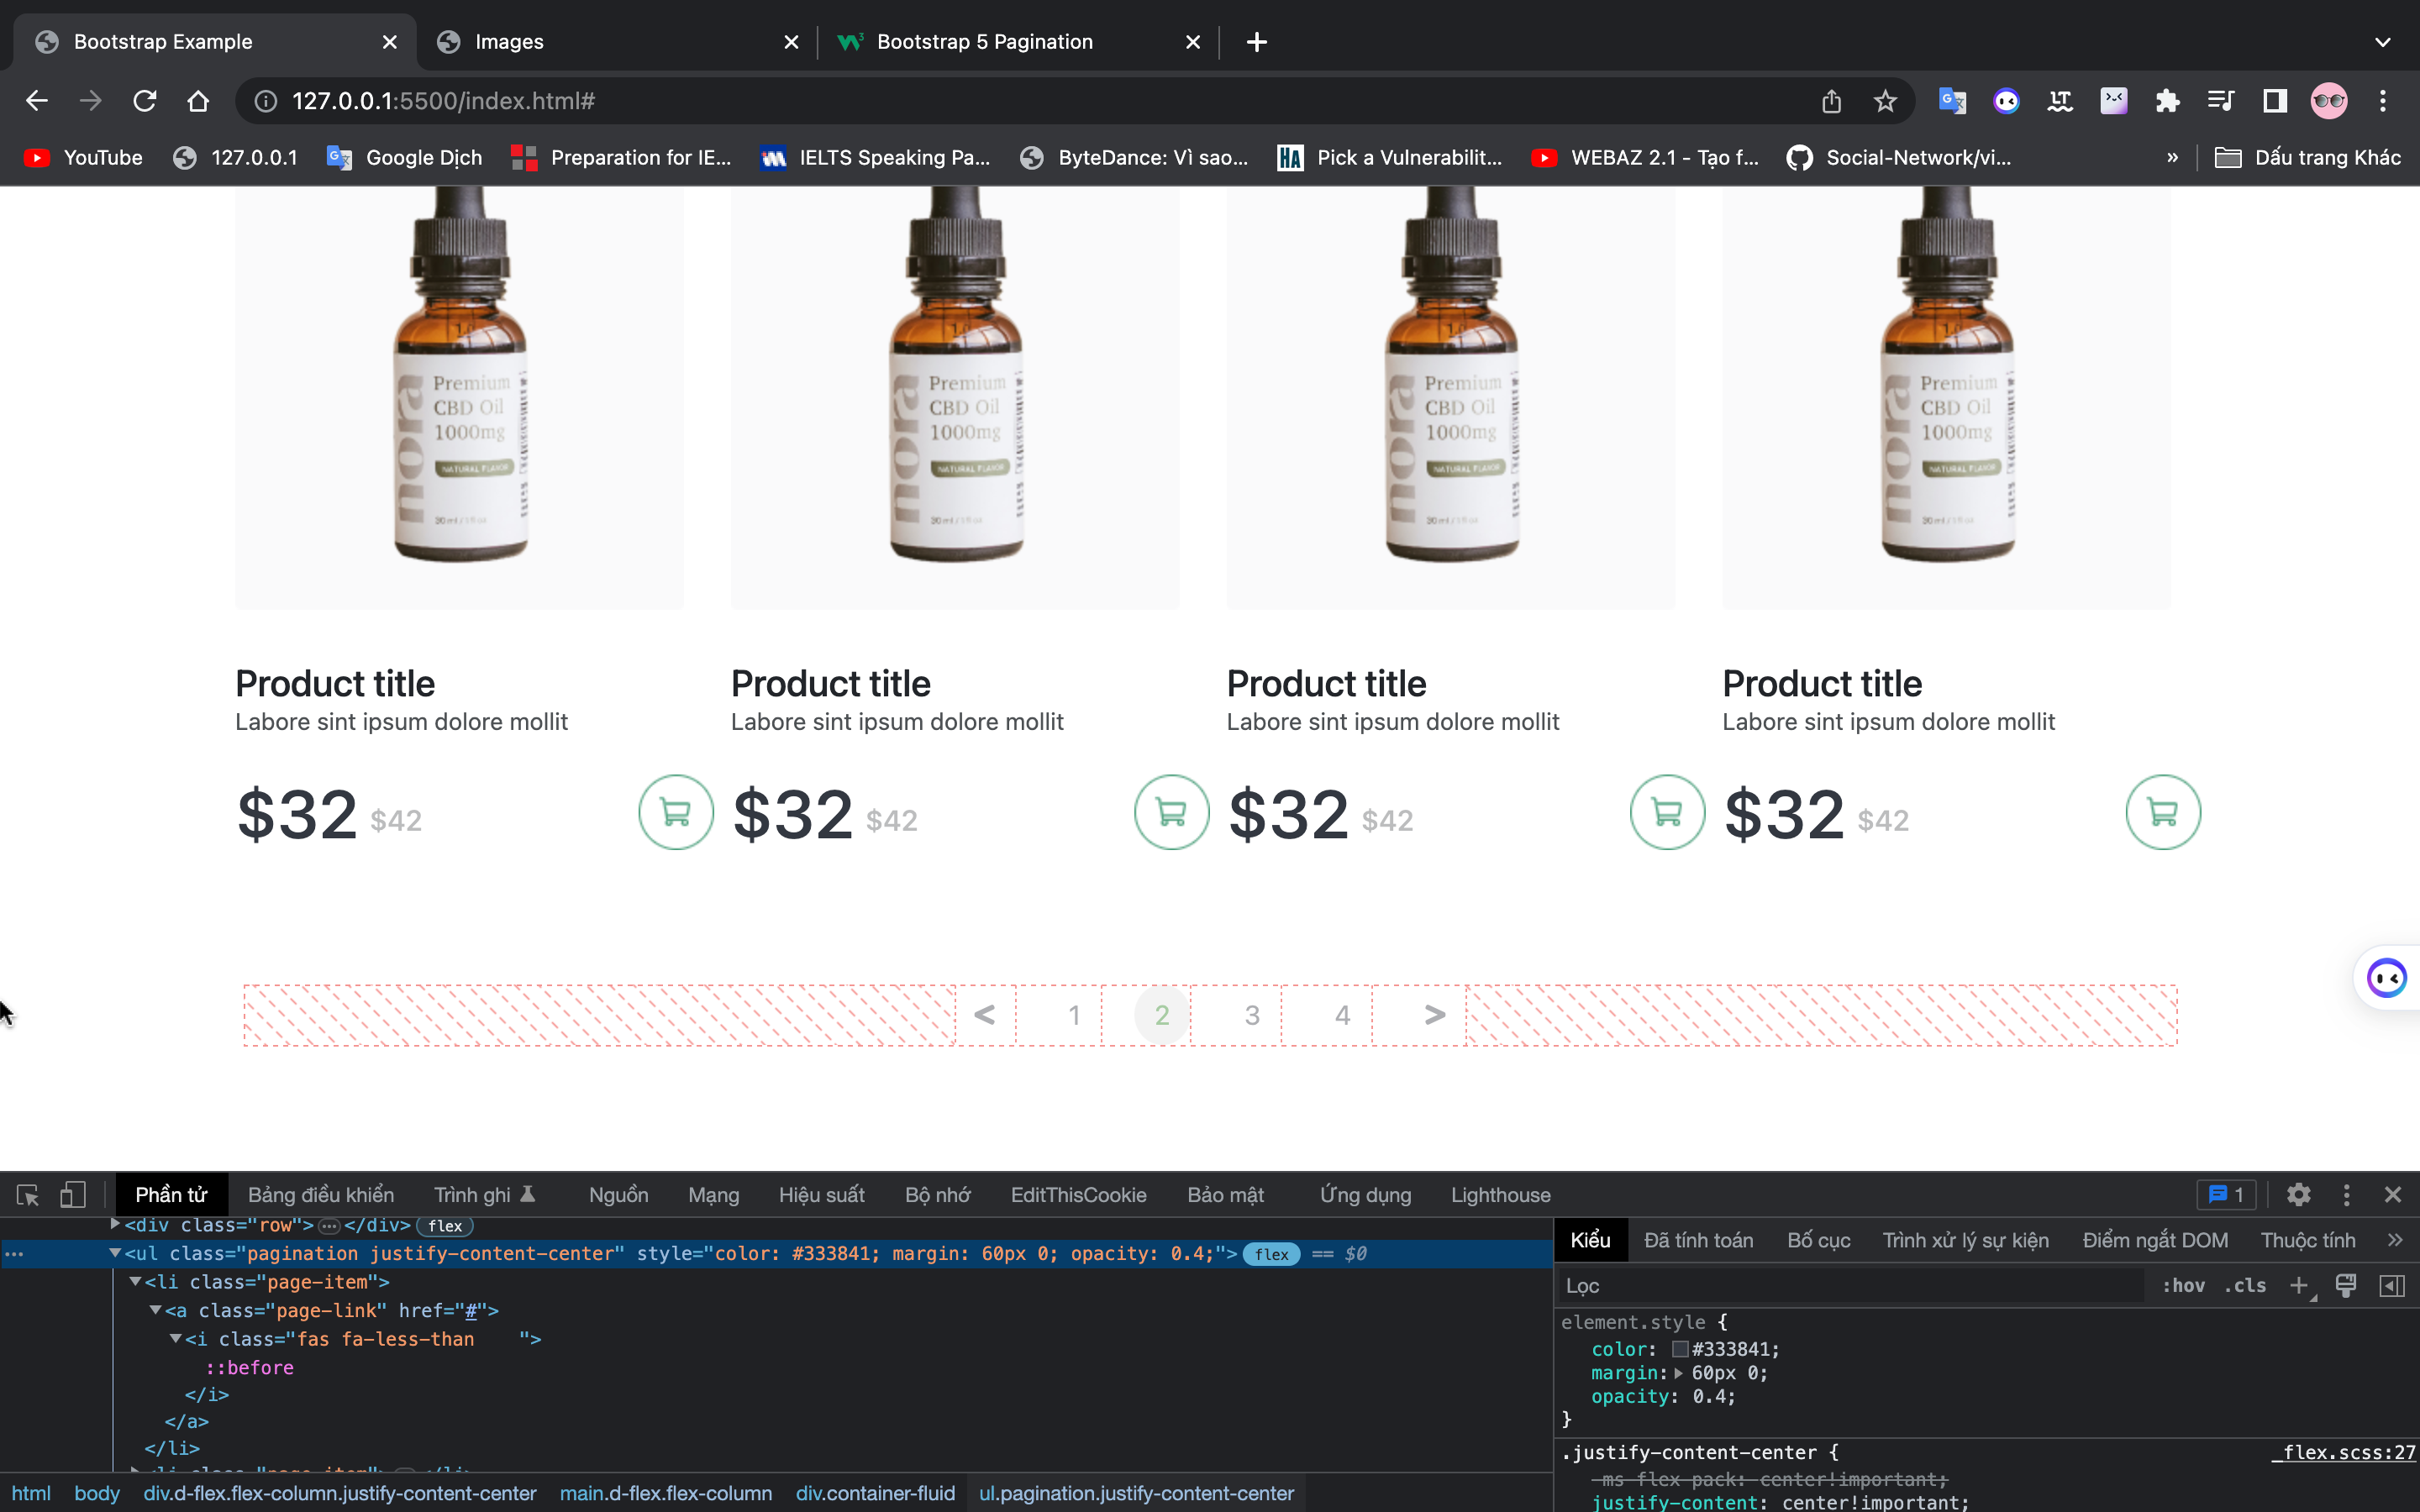 Bootstrap Example
Images
Bootstrap 5 Pagination
127.0.0.1:5500/index.html#
YouTube
127.0.0.1
Google Dịch
Preparation for IE...
IELTS Speaking Pa...
ByteDance: Vì sao...
HA Pick a Vulnerabilit...
WEBAZ 2.1 - Tạo f...
Social-Network/vi...
»
Dấu trang Khác
nora Premium CBD Oil 1000mg NATURAL FLAVOR
nora Premium CBD Oil 1000mg NATURAL FLAVOR
nora Premium CBD Oil 1000mg NATURAL FLAVOR
nora Premium CBD Oil 1000mg NATURAL FLAVOR
Product title Product title Product title Product title
Labore sint ipsum dolore mollit Labore sint ipsum dolore mollit Labore sint ipsum dolore mollit Labore sint ipsum dolore mollit
$32 $42 $32 $42 $32 $42 $32 $42
< 1 2 3 4 >
Phần tử Bảng điều khiển Trình ghi Nguồn Mạng Hiệu suất Bộ nhớ EditThisCookie Bảo mật Ứng dụng Lighthouse 1
<div class="row"> ... </div> flex
<ul class="pagination justify-content-center" style="color: #333841; margin: 60px 0; opacity: 0.4;"> flex == $0
<li class="page-item">
<a class="page-link" href="#">
<i class="fas fa-less-than    ">
::before
</i>
</a>
</li>
html body div.d-flex.flex-column.justify-content-center main.d-flex.flex-column div.container-fluid ul.pagination.justify-content-center
Kiểu Đã tính toán Bố cục Trình xử lý sự kiện Điểm ngắt DOM Thuộc tính »
Lọc :hov .cls +
element.style {
color: #333841;
margin: 60px 0;
opacity: 0.4;
}
.justify-content-center { _flex.scss:27
-ms-flex-pack: center!important;
justify-content: center!important;